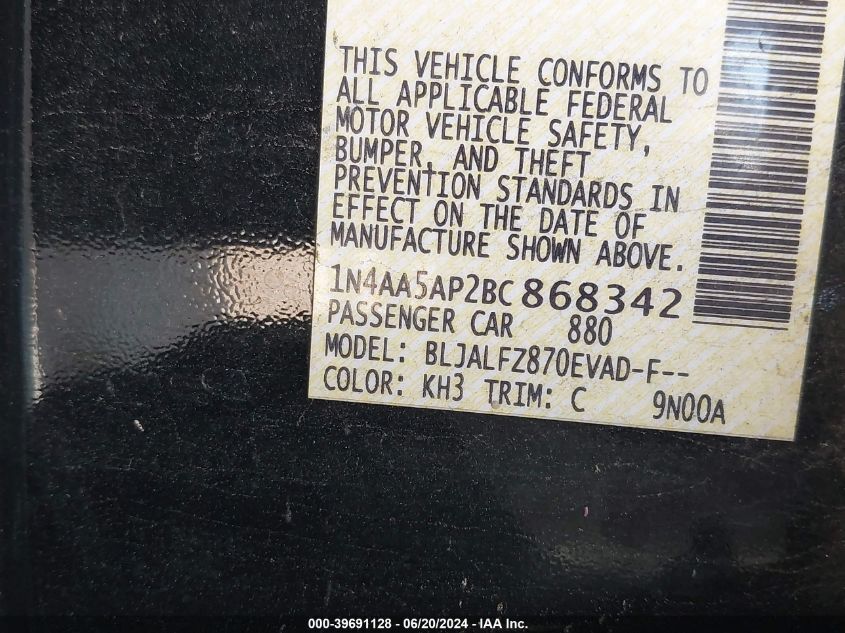 THIS VEHICLE CONFORMS TO
ALL APPLICABLE FEDERAL
MOTOR VEHICLE SAFETY,
BUMPER, AND THEFT
PREVENTION STANDARDS IN
EFFECT ON THE DATE OF
MANUFACTURE SHOWN ABOVE.
1N4AA5AP2BC868342
PASSENGER CAR 880
MODEL: BLJALFZ870EVAD-F--
COLOR: KH3 TRIM: C 9N00A
000-39691128 - 06/20/2024 - IAA Inc.